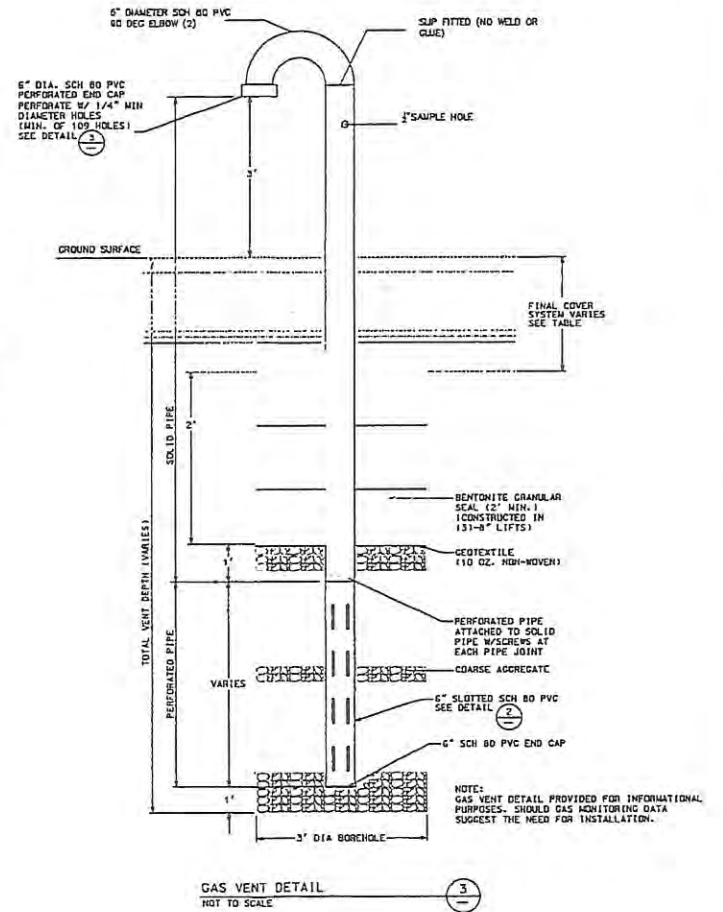 6" DIAMETER SCH 80 PVC
90 DEG ELBOW (2)
SLIP FITTED (NO WELD OR
GLUE)
6" DIA. SCH 80 PVC
PERFORATED END CAP
PERFORATE W/ 1/4" MIN
DIAMETER HOLES
(MIN. OF 109 HOLES)
SEE DETAIL 3
—
SAMPLE HOLE
3'
GROUND SURFACE
FINAL COVER
SYSTEM VARIES
SEE TABLE
SOLID PIPE
2'
BENTONITE GRANULAR
SEAL (2' MIN.)
(CONSTRUCTED IN
(3)-8" LIFTS)
GEOTEXTILE
(10 OZ. NON-WOVEN)
1'
TOTAL VENT DEPTH (VARIES)
PERFORATED PIPE
VARIES
PERFORATED PIPE
ATTACHED TO SOLID
PIPE W/SCREWS AT
EACH PIPE JOINT
COARSE AGGREGATE
6" SLOTTED SCH 80 PVC
SEE DETAIL 2
—
6" SCH 80 PVC END CAP
1'
NOTE:
GAS VENT DETAIL PROVIDED FOR INFORMATIONAL
PURPOSES. SHOULD GAS MONITORING DATA
SUGGEST THE NEED FOR INSTALLATION.
3' DIA BOREHOLE
GAS VENT DETAIL 3
NOT TO SCALE —